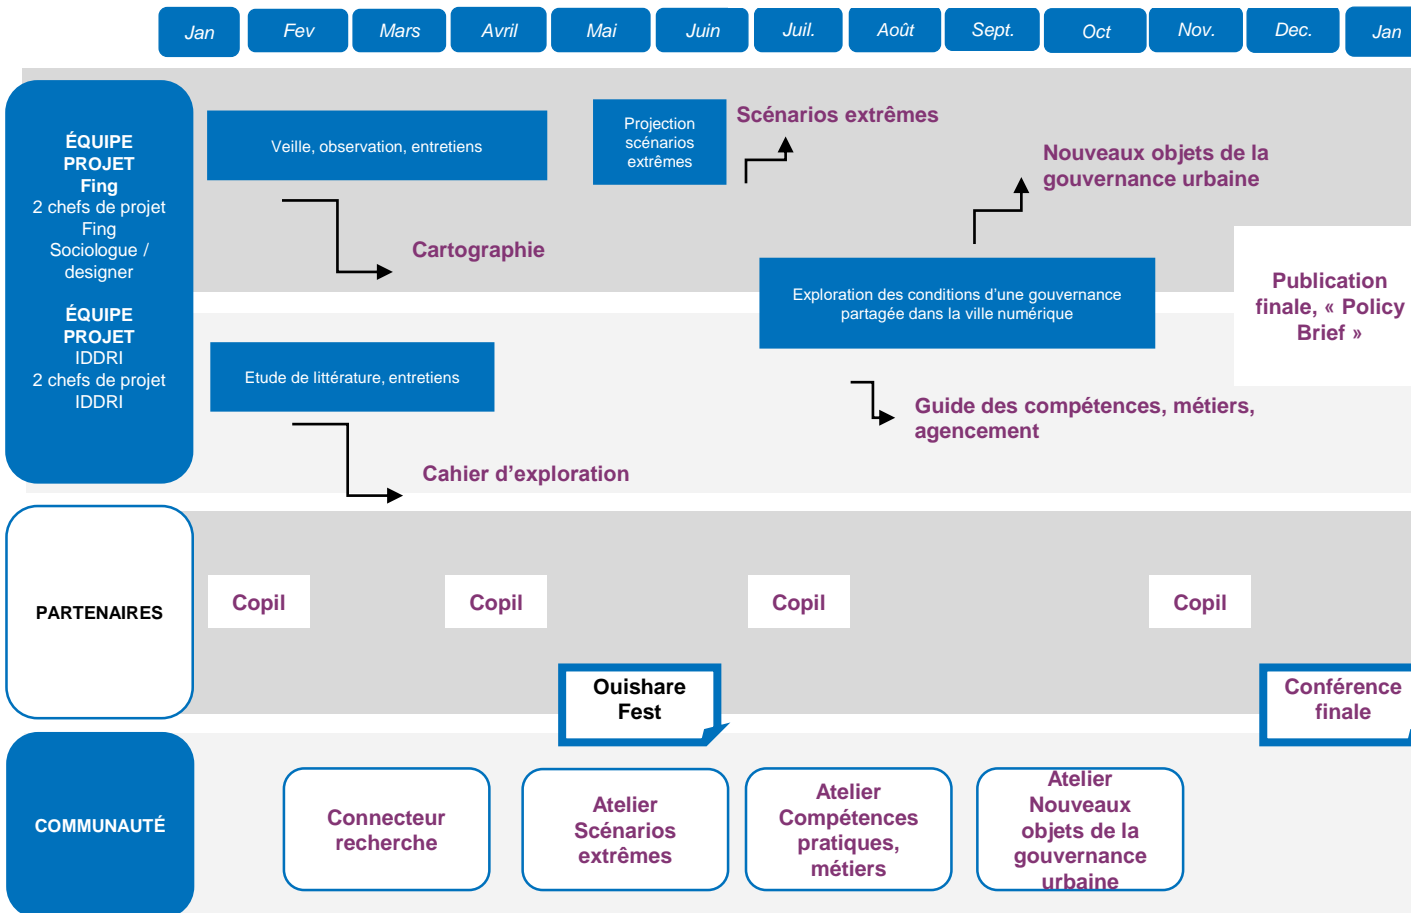 Jan
Fev
Mars
Avril
Mai
Juin
Juil.
Août
Sept.
Oct
Nov.
Dec.
Jan
ÉQUIPE
PROJET
Fing
2 chefs de projet
Fing
Sociologue /
designer
ÉQUIPE
PROJET
IDDRI
2 chefs de projet
IDDRI
Veille, observation, entretiens
Projection
scénarios
extrêmes
Scénarios extrêmes
Nouveaux objets de la
gouvernance urbaine
Cartographie
Exploration des conditions d’une gouvernance
partagée dans la ville numérique
Publication
finale, « Policy
Brief »
Etude de littérature, entretiens
Guide des compétences, métiers,
agencement
Cahier d’exploration
PARTENAIRES
Copil
Copil
Copil
Copil
Ouishare
Fest
Conférence
finale
COMMUNAUTÉ
Connecteur
recherche
Atelier
Scénarios
extrêmes
Atelier
Compétences
pratiques,
métiers
Atelier
Nouveaux
objets de la
gouvernance
urbaine